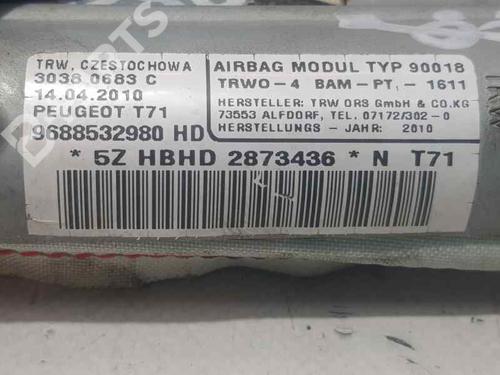 TRW, CZESTOCHOWA
3038 0683 C
14.04.2010
PEUGEOT T71
9688532980 HD
AIRBAG MODUL TYP 90018
TRWO-4 BAM-PT,-1611
HERSTELLER: TRW ORS GmbH & CO.KG
73553 ALFDORF, TEL. 07172/302-0
HERSTELLUNGS - JAHR: 2010
* 5Z HBHD 2873436 * N T71